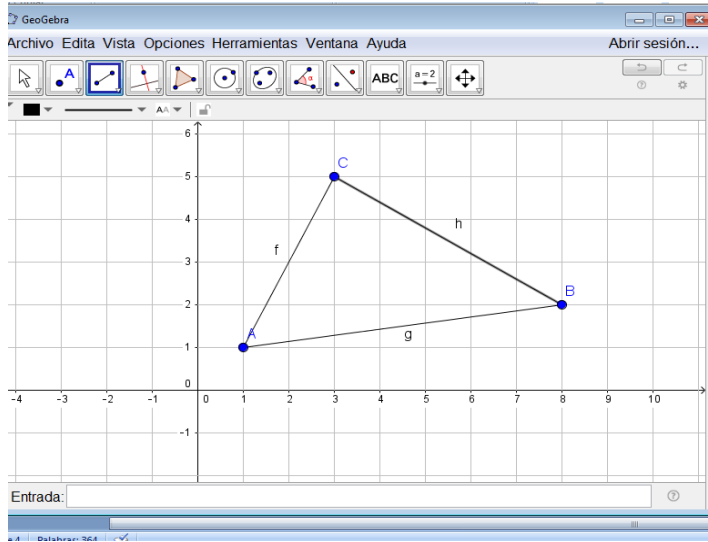 GeoGebra
Archivo Edita Vista Opciones Herramientas Ventana Ayuda Abrir sesión...
A α ABC a=2
AA
6
C
5
4
h
f
3
B
2
A
g
1
0
-4 -3 -2 -1 0 1 2 3 4 5 6 7 8 9 10
-1
Entrada:
Palabras: 364